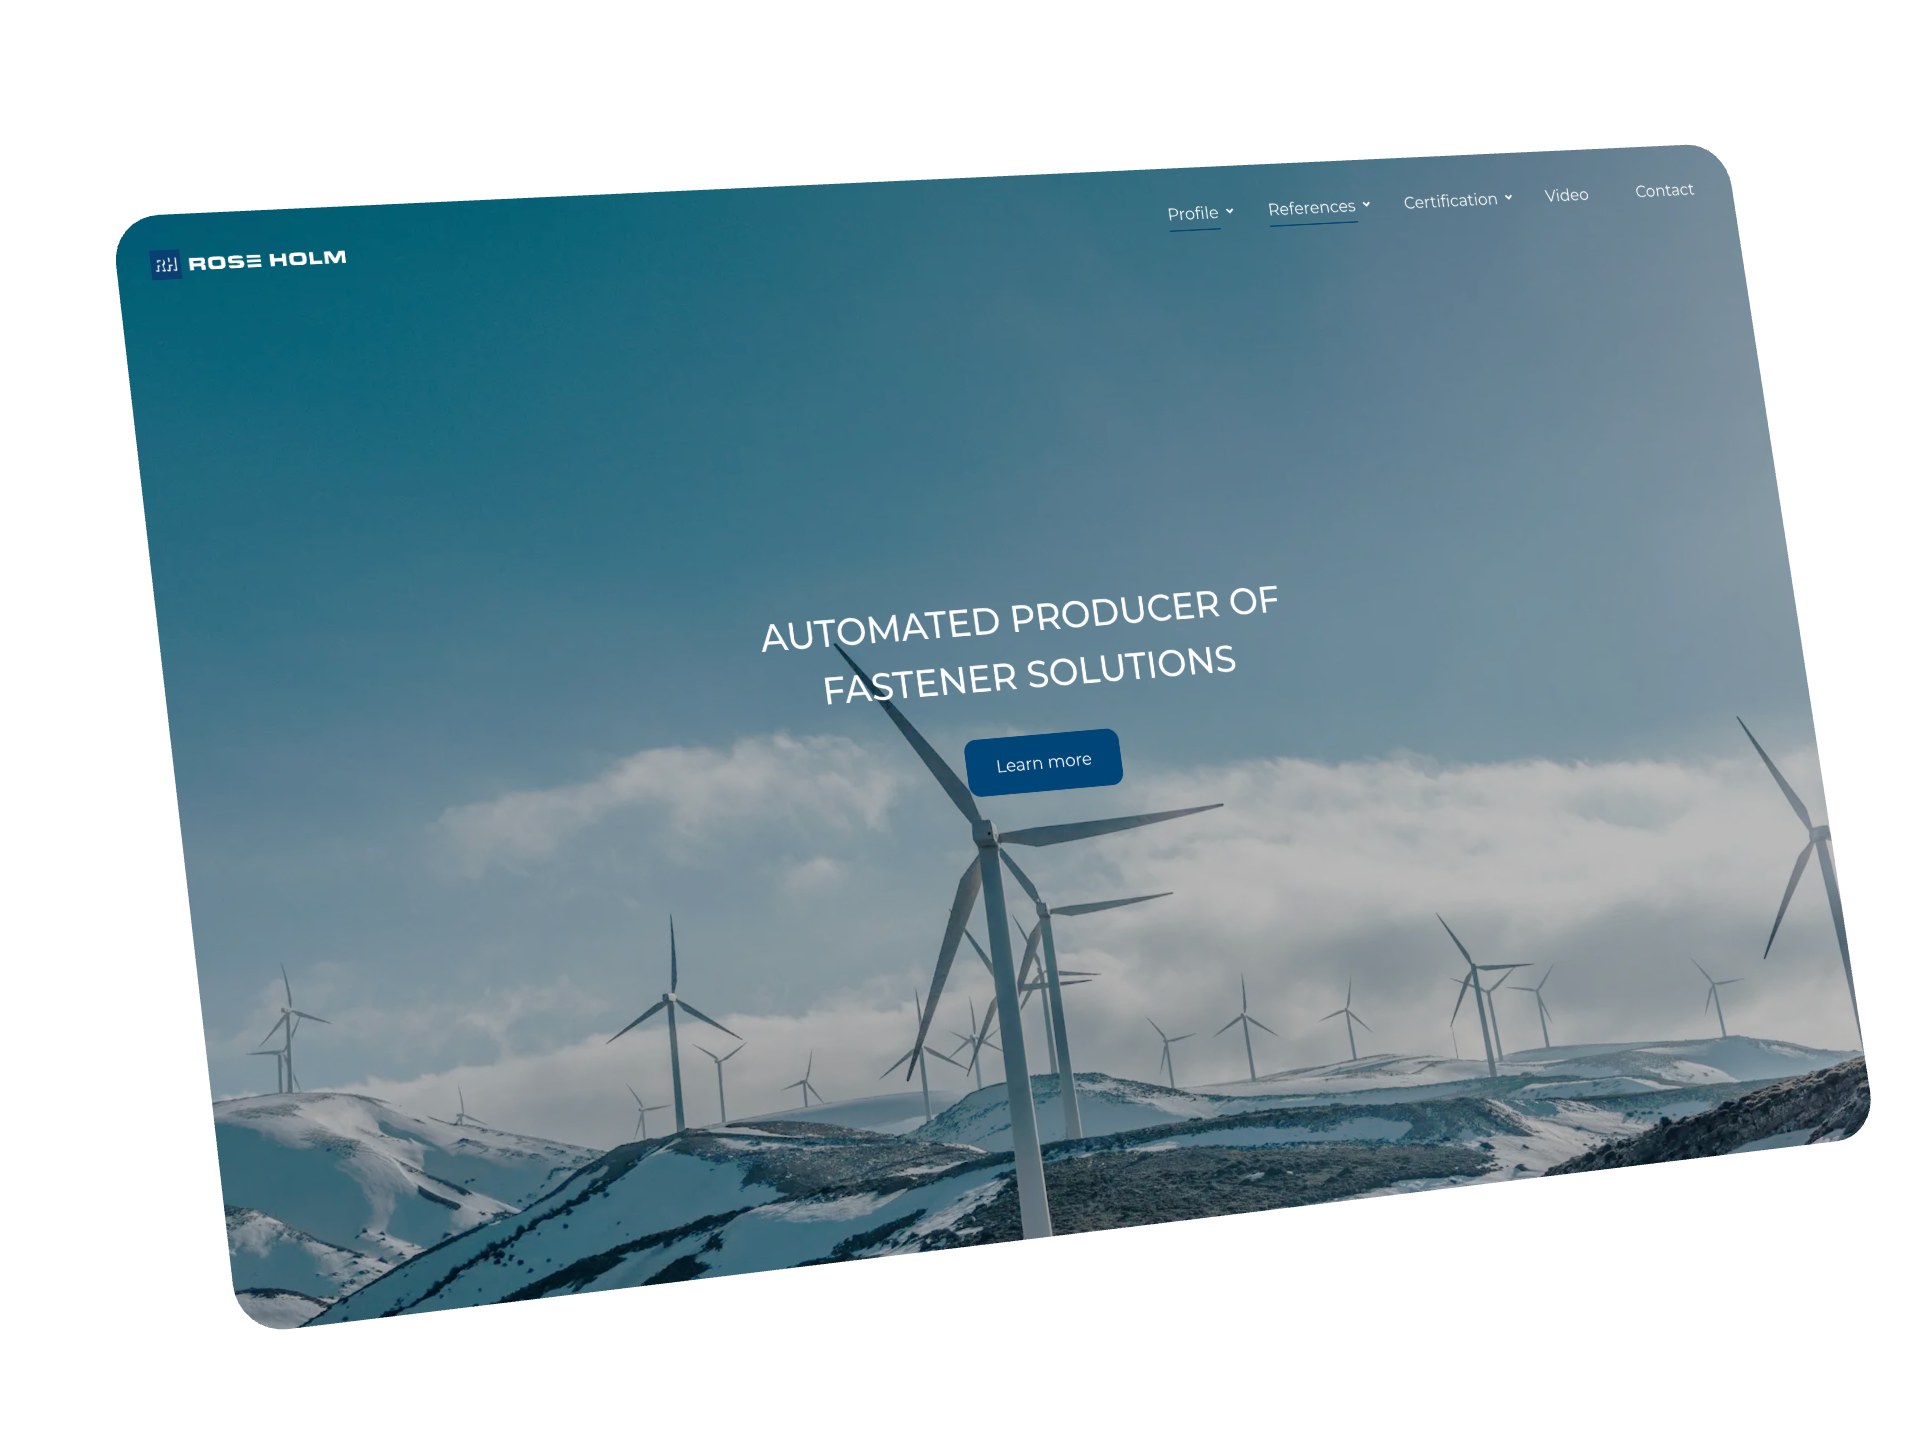 RH ROSE HOLM
Profile References Certification Video Contact
AUTOMATED PRODUCER OF
FASTENER SOLUTIONS
Learn more